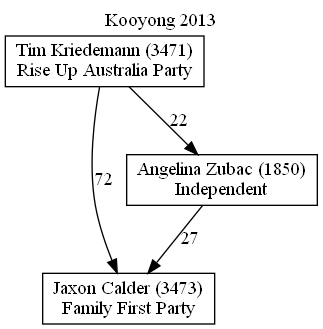 Kooyong 2013
Tim Kriedemann (3471)
Rise Up Australia Party
22
Angelina Zubac (1850)
Independent
72
27
Jaxon Calder (3473)
Family First Party